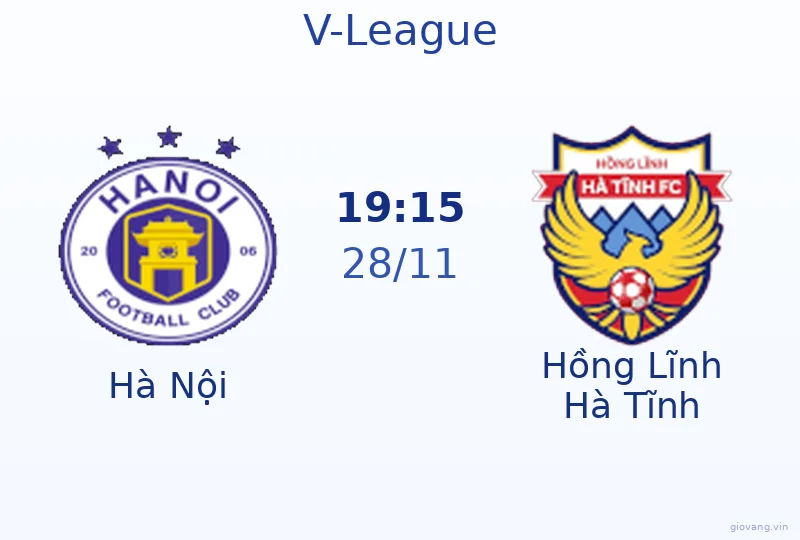 V-League
HANOI
20 06
FOOTBALL CLUB
19:15
28/11
HỒNG LĨNH
HÀ TĨNH FC
Hà Nội
Hồng Lĩnh
Hà Tĩnh
giovang.vin